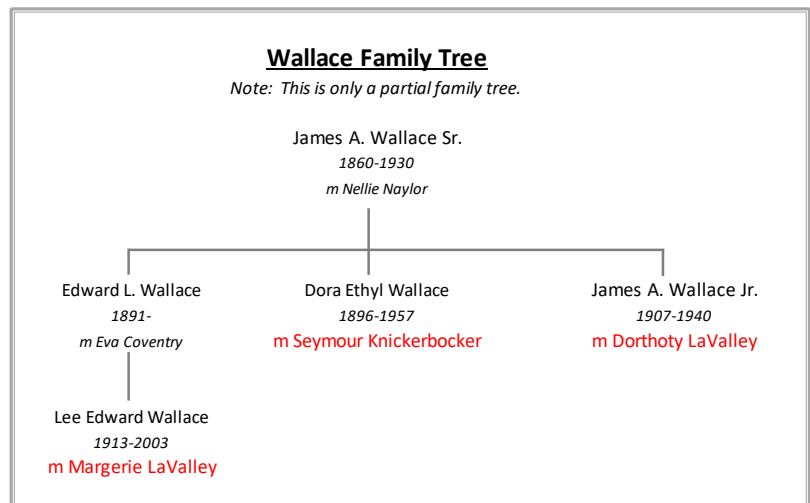 Wallace Family Tree
Note: This is only a partial family tree.
James A. Wallace Sr.
1860-1930
m Nellie Naylor
Edward L. Wallace
1891-
m Eva Coventry
Dora Ethyl Wallace
1896-1957
m Seymour Knickerbocker
James A. Wallace Jr.
1907-1940
m Dorthoty LaValley
Lee Edward Wallace
1913-2003
m Margerie LaValley